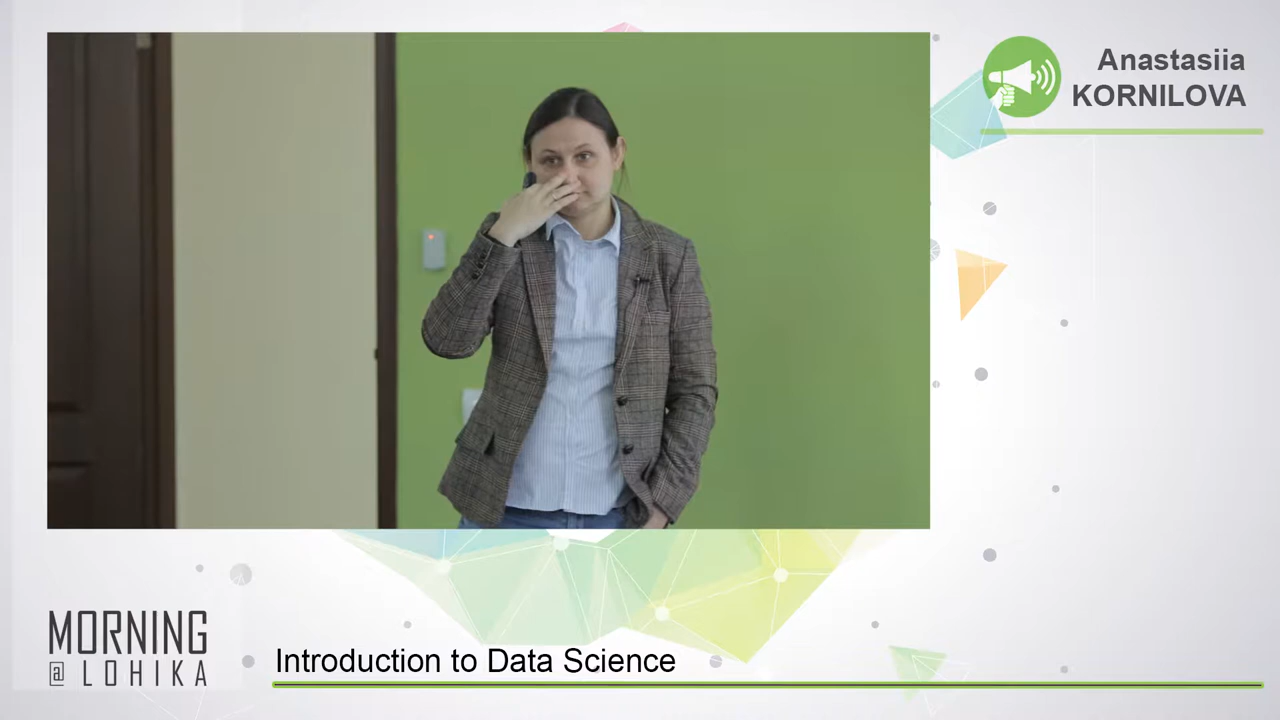 Anastasiia
KORNILOVA
MORNING
@ LOHIKA
Introduction to Data Science